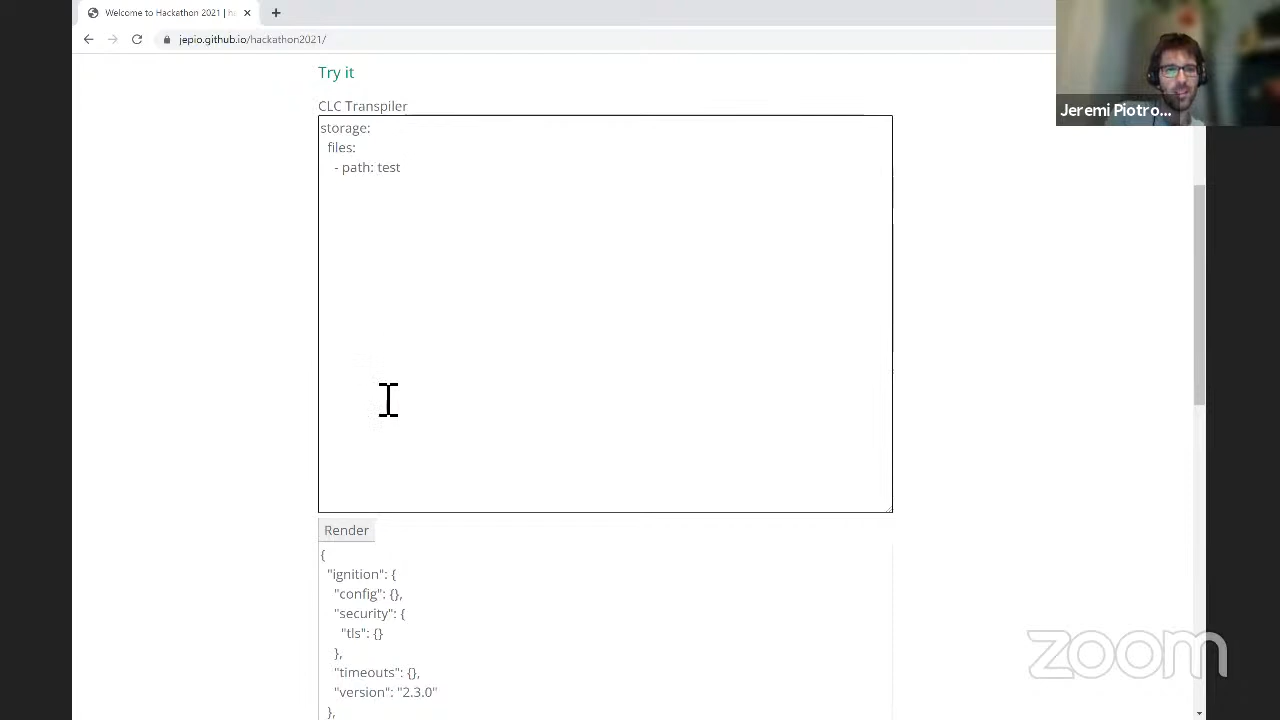 Welcome to Hackathon 2021 | h
jepio.github.io/hackathon2021/
Jeremi Piotro...
Try it
CLC Transpiler
storage:
files:
- path: test
Render
{
"ignition": {
"config": {},
"security": {
"tls": {}
},
"timeouts": {},
"version": "2.3.0"
},
zoom